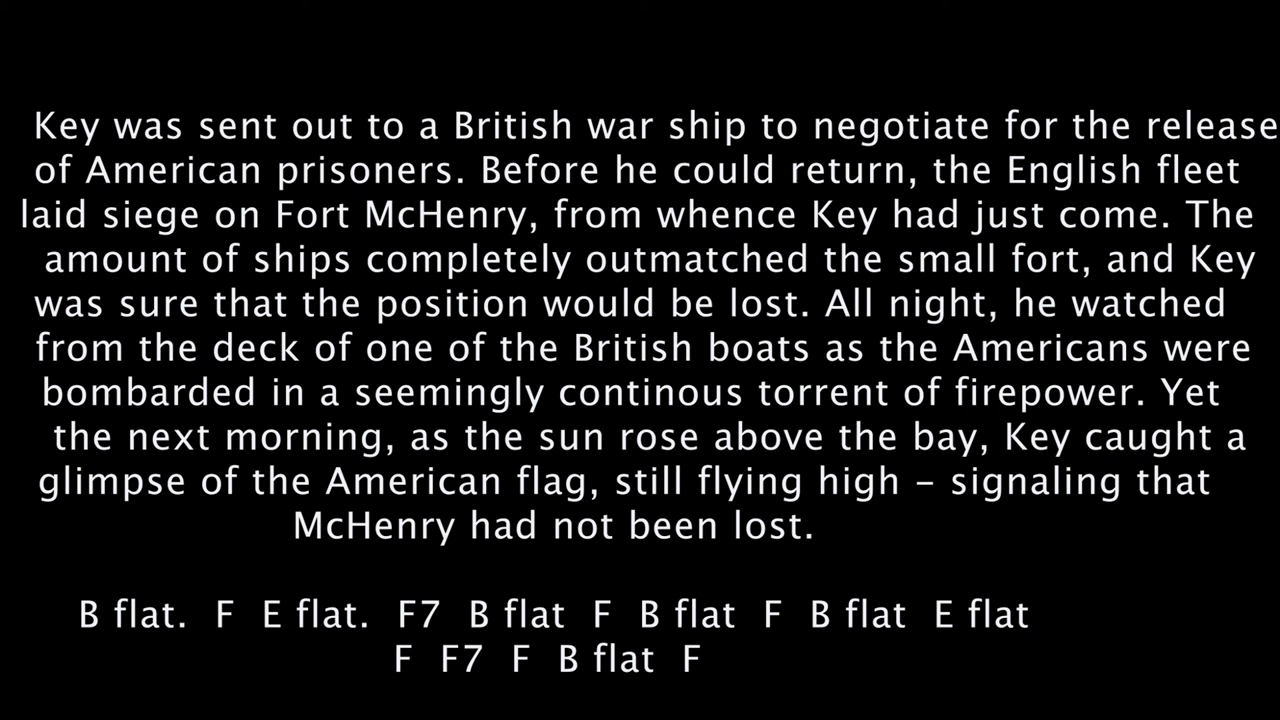 Key was sent out to a British war ship to negotiate for the release
of American prisoners. Before he could return, the English fleet
laid siege on Fort McHenry, from whence Key had just come. The
amount of ships completely outmatched the small fort, and Key
was sure that the position would be lost. All night, he watched
from the deck of one of the British boats as the Americans were
bombarded in a seemingly continous torrent of firepower. Yet
the next morning, as the sun rose above the bay, Key caught a
glimpse of the American flag, still flying high – signaling that
McHenry had not been lost.
B flat. F E flat. F7 B flat F B flat F B flat E flat
F F7 F B flat F